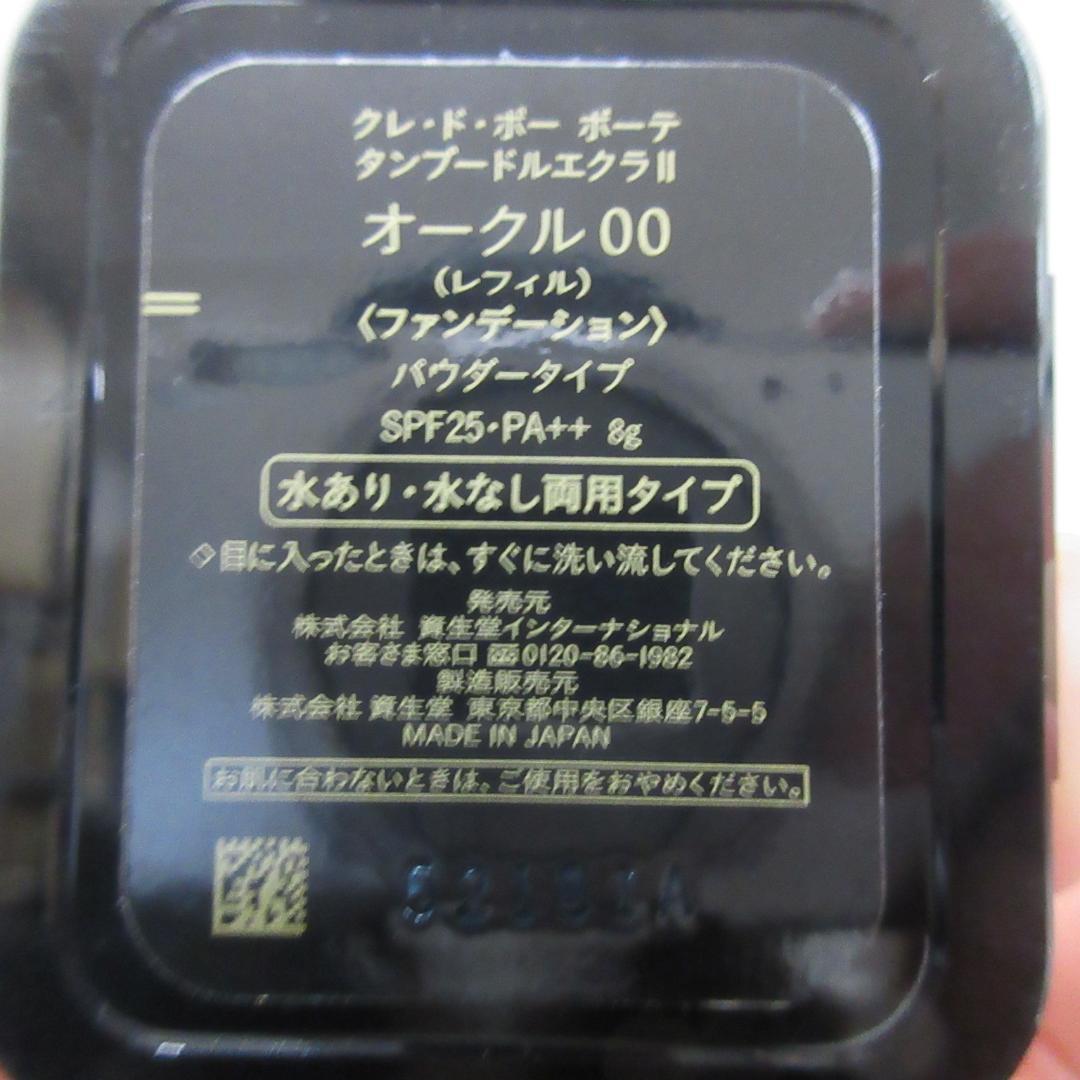 クレ・ド・ポー ボーテ
タンプードルエクラⅡ
オークル00
(レフィル)
〈ファンデーション〉
パウダータイプ
SPF25・PA++ 8g
水あり・水なし両用タイプ
◇目に入ったときは、すぐに洗い流してください。
発売元
株式会社 資生堂インターナショナル
お客さま窓口 0120-86-1982
製造販売元
株式会社 資生堂 東京都中央区銀座7-5-5
MADE IN JAPAN
お肌に合わないときは、ご使用をおやめください。